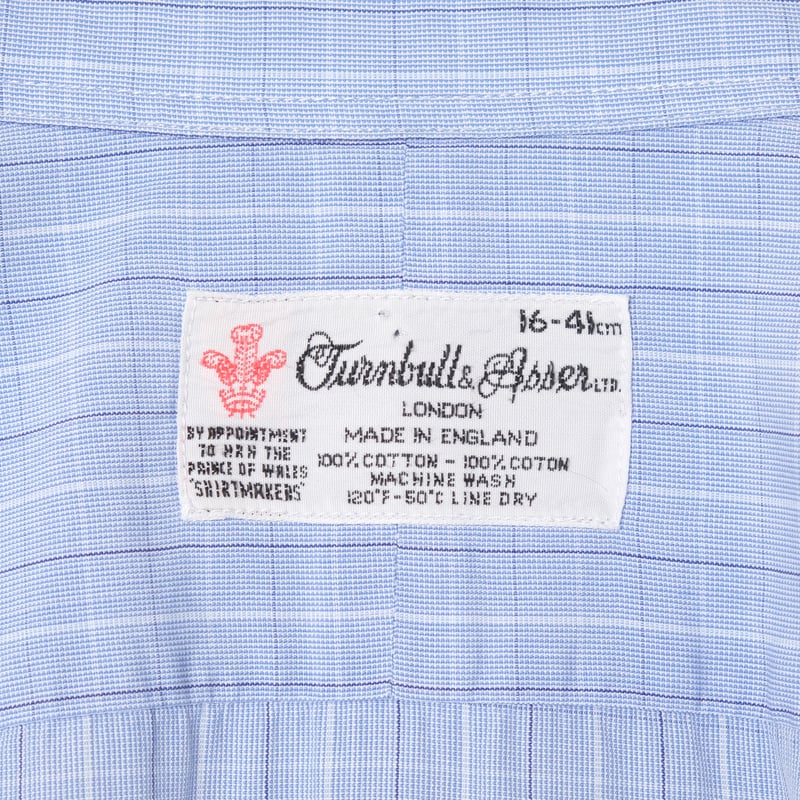 16-41cm
Turnbull & Asser LTD.
LONDON
MADE IN ENGLAND
100% COTTON - 100% COTON
MACHINE WASH
120°F-50°C LINE DRY
BY APPOINTMENT
TO HRH THE
PRINCE OF WALES
"SHIRTMAKERS"